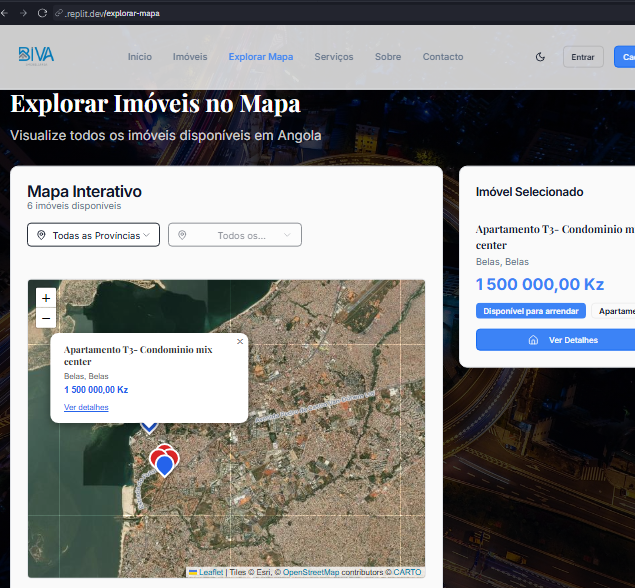 .replit.dev/explorar-mapa
BIVA
Início Imóveis Explorar Mapa Serviços Sobre Contacto Entrar
Explorar Imóveis no Mapa
Visualize todos os imóveis disponíveis em Angola
Mapa Interativo
6 imóveis disponíveis
Todas as Províncias
Todos os...
+
−
Apartamento T3- Condominio mix
center
Belas, Belas
1 500 000,00 Kz
Ver detalhes
×
Leaflet | Tiles © Esri, © OpenStreetMap contributors © CARTO
Imóvel Selecionado
Apartamento T3- Condominio m
center
Belas, Belas
1 500 000,00 Kz
Disponível para arrendar
Apartame
Ver Detalhes